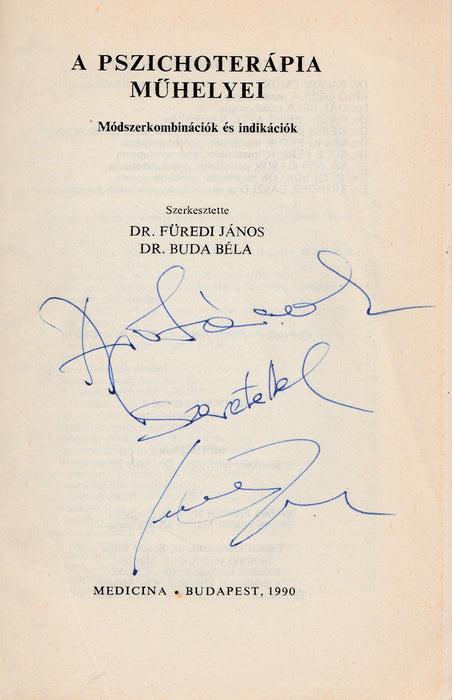 A PSZICHOTERÁPIA
MŰHELYEI
Módszerkombinációk és indikációk
Szerkesztette
DR. FÜREDI JÁNOS
DR. BUDA BÉLA
szeretettel
MEDICINA • BUDAPEST, 1990